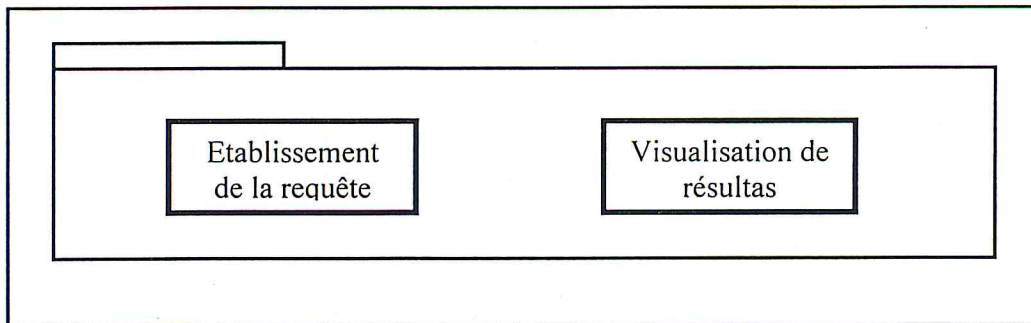 Etablissement
de la requête
Visualisation de
résultas